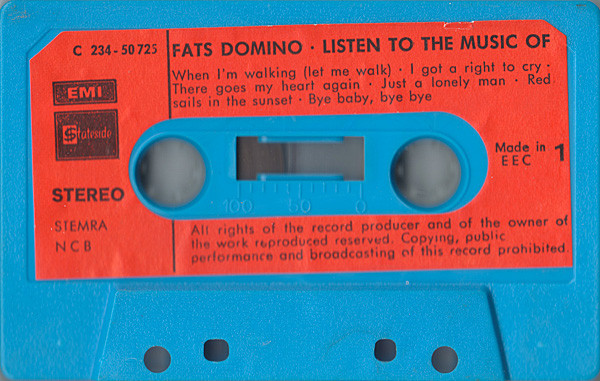 C 234-50725
FATS DOMINO · LISTEN TO THE MUSIC OF
When I'm walking (let me walk) · I got a right to cry ·
There goes my heart again · Just a lonely man · Red
sails in the sunset · Bye baby, bye bye
EMI
Stateside
STEREO
STEMRA
NCB
Made in
EEC
1
100 50 0
All rights of the record producer and of the owner of
the work reproduced reserved. Copying, public
performance and broadcasting of this record prohibited.